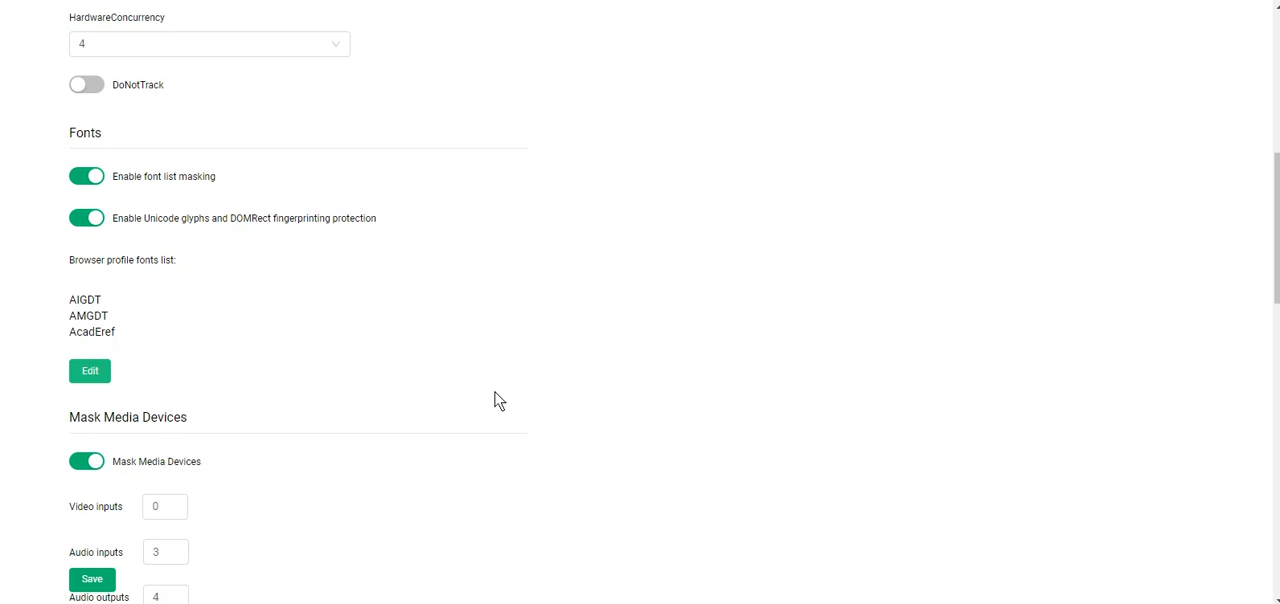 HardwareConcurrency
4
DoNotTrack
Fonts
Enable font list masking
Enable Unicode glyphs and DOMRect fingerprinting protection
Browser profile fonts list:
AIGDT
AMGDT
AcadEref
Edit
Mask Media Devices
Mask Media Devices
Video inputs 0
Audio inputs 3
Save
Audio outputs 4